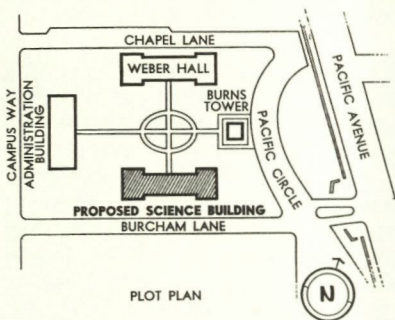 CHAPEL LANE
WEBER HALL
BURNS
TOWER
PACIFIC AVENUE
CAMPUS WAY
ADMINISTRATION
BUILDING
PACIFIC CIRCLE
PROPOSED SCIENCE BUILDING
BURCHAM LANE
PLOT PLAN
N